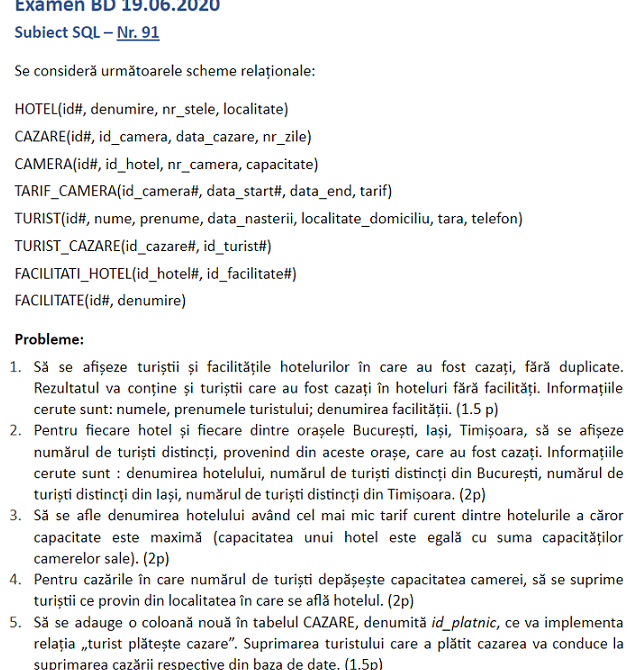 Examen BD 19.06.2020
Subiect SQL – Nr. 91
Se consideră următoarele scheme relaționale:
HOTEL(id#, denumire, nr_stele, localitate)
CAZARE(id#, id_camera, data_cazare, nr_zile)
CAMERA(id#, id_hotel, nr_camera, capacitate)
TARIF_CAMERA(id_camera#, data_start#, data_end, tarif)
TURIST(id#, nume, prenume, data_nasterii, localitate_domiciliu, tara, telefon)
TURIST_CAZARE(id_cazare#, id_turist#)
FACILITATI_HOTEL(id_hotel#, id_facilitate#)
FACILITATE(id#, denumire)
Probleme:
1. Să se afișeze turiștii și facilitățile hotelurilor în care au fost cazați, fără duplicate.
Rezultatul va conține și turiștii care au fost cazați în hoteluri fără facilități. Informațiile
cerute sunt: numele, prenumele turistului; denumirea facilității. (1.5 p)
2. Pentru fiecare hotel și fiecare dintre orașele București, Iași, Timișoara, să se afișeze
numărul de turiști distincți, provenind din aceste orașe, care au fost cazați. Informațiile
cerute sunt : denumirea hotelului, numărul de turiști distincți din București, numărul de
turiști distincți din Iași, numărul de turiști distincți din Timișoara. (2p)
3. Să se afle denumirea hotelului având cel mai mic tarif curent dintre hotelurile a căror
capacitate este maximă (capacitatea unui hotel este egală cu suma capacităților
camerelor sale). (2p)
4. Pentru cazările în care numărul de turiști depășește capacitatea camerei, să se suprime
turiștii ce provin din localitatea în care se află hotelul. (2p)
5. Să se adauge o coloană nouă în tabelul CAZARE, denumită id_platnic, ce va implementa
relația „turist plătește cazare”. Suprimarea turistului care a plătit cazarea va conduce la
suprimarea cazării respective din baza de date. (1.5p)